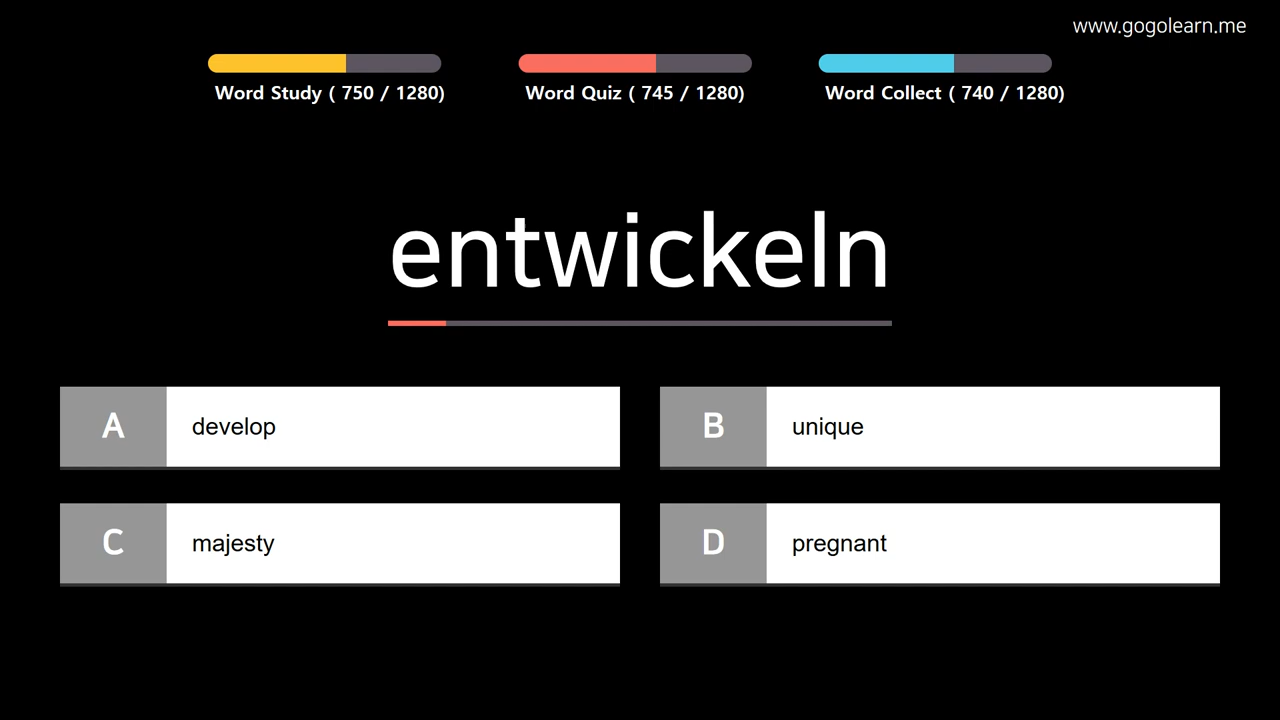 www.gogolearn.me
Word Study ( 750 / 1280)
Word Quiz ( 745 / 1280)
Word Collect ( 740 / 1280)
entwickeln
A develop
B unique
C majesty
D pregnant